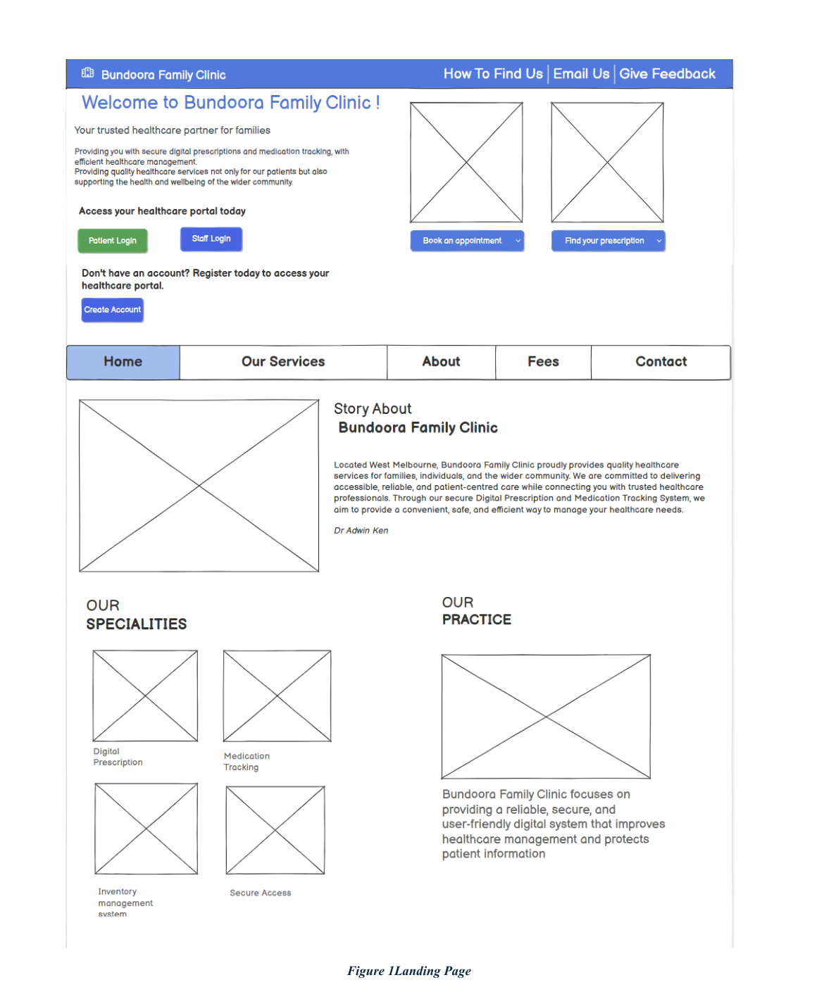 Bundoora Family Clinic
How To Find Us Email Us Give Feedback
Welcome to Bundoora Family Clinic !
Your trusted healthcare partner for families
Providing you with secure digital prescriptions and medication tracking, with
efficient healthcare management.
Providing quality healthcare services not only for our patients but also
supporting the health and wellbeing of the wider community.
Access your healthcare portal today
Patient Login
Staff Login
Book an appointment
Find your prescription
Don't have an account? Register today to access your
healthcare portal.
Create Account
Home Our Services About Fees Contact
Story About
Bundoora Family Clinic
Located West Melbourne, Bundoora Family Clinic proudly provides quality healthcare
services for families, individuals, and the wider community. We are committed to delivering
accessible, reliable, and patient-centred care while connecting you with trusted healthcare
professionals. Through our secure Digital Prescription and Medication Tracking System, we
aim to provide a convenient, safe, and efficient way to manage your healthcare needs.
Dr Adwin Ken
OUR
SPECIALITIES
Digital
Prescription
Medication
Tracking
Inventory
management
system
Secure Access
OUR
PRACTICE
Bundoora Family Clinic focuses on
providing a reliable, secure, and
user-friendly digital system that improves
healthcare management and protects
patient information
Figure 1Landing Page